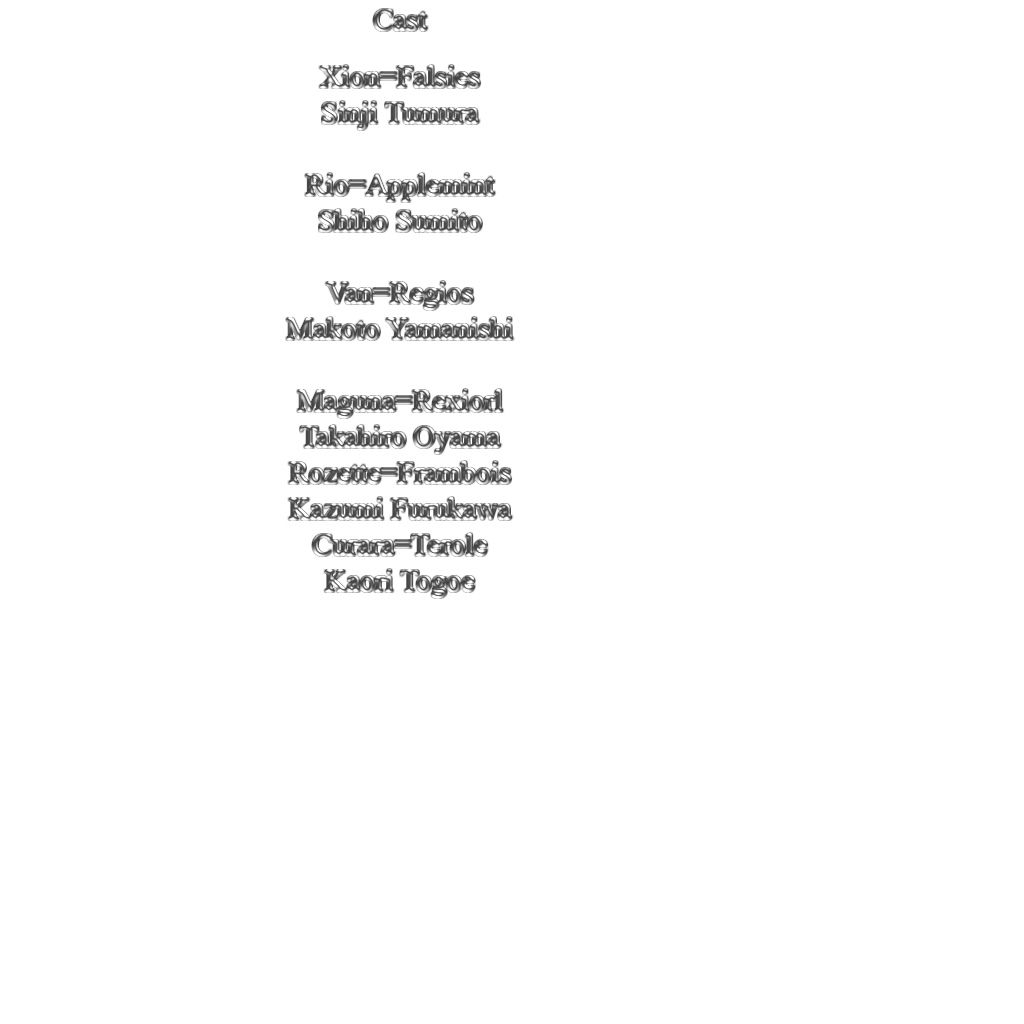 Cast
Xion=Falsies
Sinji Tumura
Rio=Applemint
Shiho Sumito
Van=Regios
Makoto Yamanishi
Maguna=Rexiorl
Takahiro Oyama
Rozette=Frambois
Kazumi Furukawa
Curara=Terole
Kaori Togoe